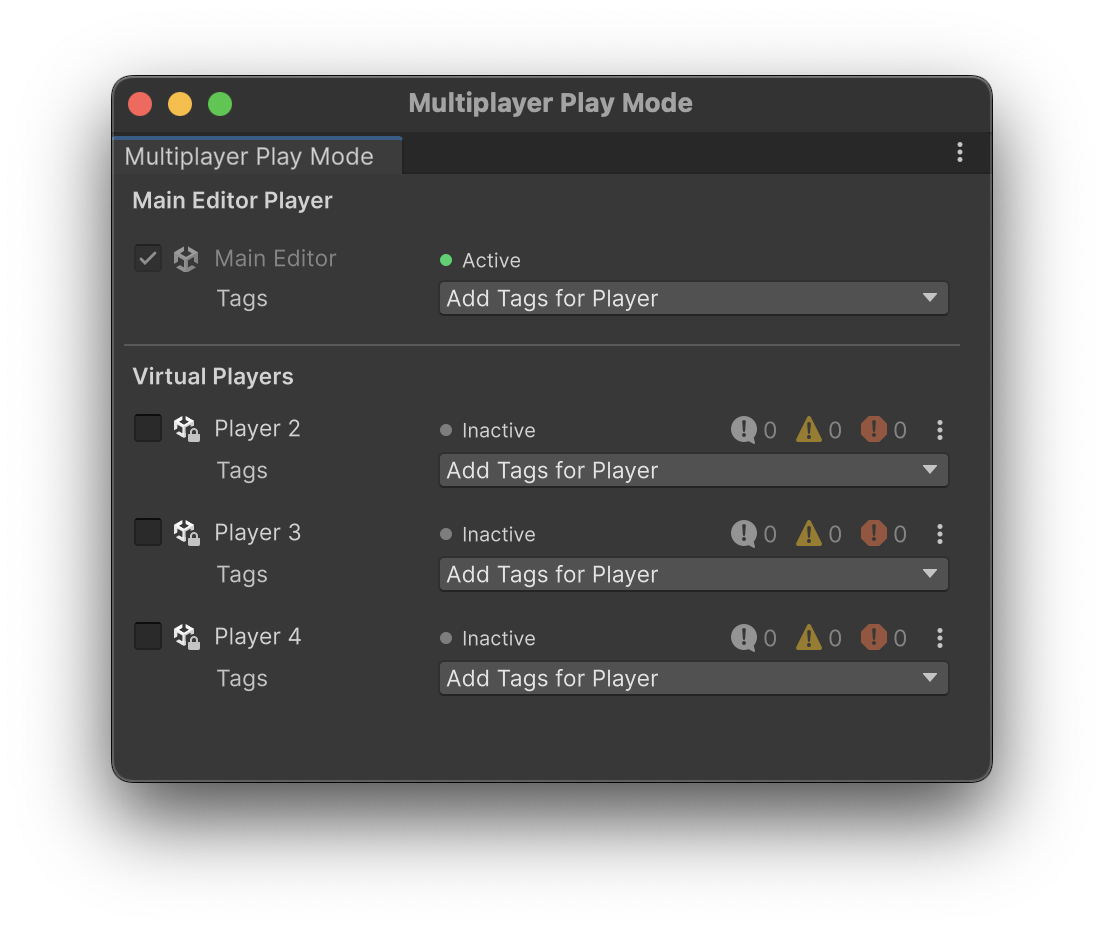 Multiplayer Play Mode
Multiplayer Play Mode
Main Editor Player
Main Editor Active
Tags Add Tags for Player
Virtual Players
Player 2 Inactive 0 0 0
Tags Add Tags for Player
Player 3 Inactive 0 0 0
Tags Add Tags for Player
Player 4 Inactive 0 0 0
Tags Add Tags for Player